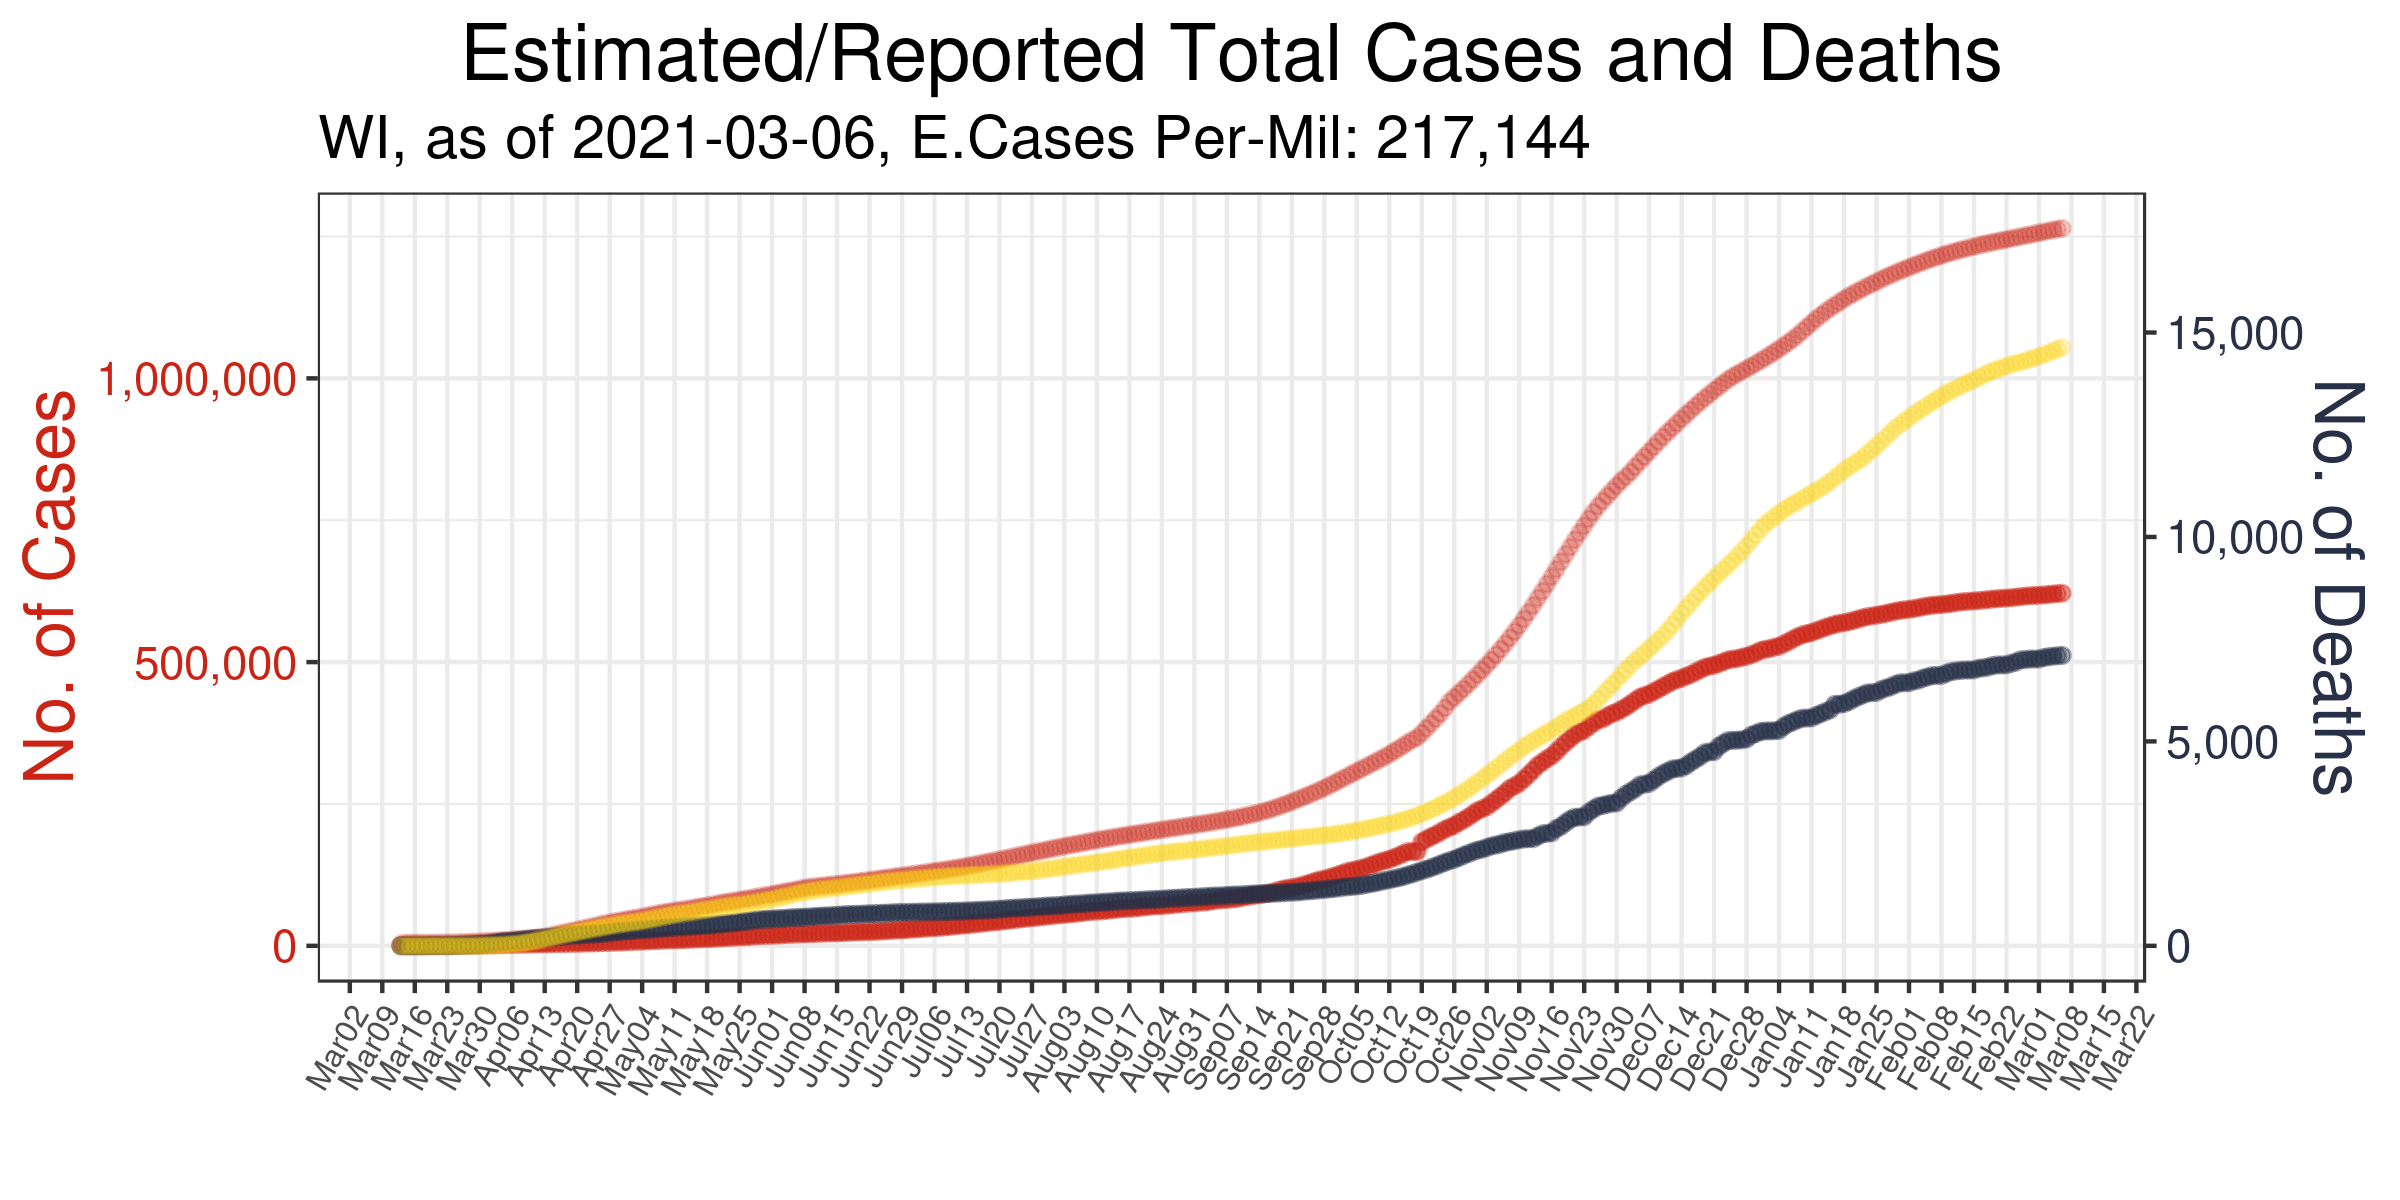 Estimated/Reported Total Cases and Deaths
WI, as of 2021-03-06, E.Cases Per-Mil: 217,144
No. of Cases
1,000,000
500,000
0
15,000
10,000
5,000
0
No. of Deaths
Mar02
Mar09
Mar16
Mar23
Mar30
Apr06
Apr13
Apr20
Apr27
May04
May11
May18
May25
Jun01
Jun08
Jun15
Jun22
Jun29
Jul06
Jul13
Jul20
Jul27
Aug03
Aug10
Aug17
Aug24
Aug31
Sep07
Sep14
Sep21
Sep28
Oct05
Oct12
Oct19
Oct26
Nov02
Nov09
Nov16
Nov23
Nov30
Dec07
Dec14
Dec21
Dec28
Jan04
Jan11
Jan18
Jan25
Feb01
Feb08
Feb15
Feb22
Mar01
Mar08
Mar15
Mar22